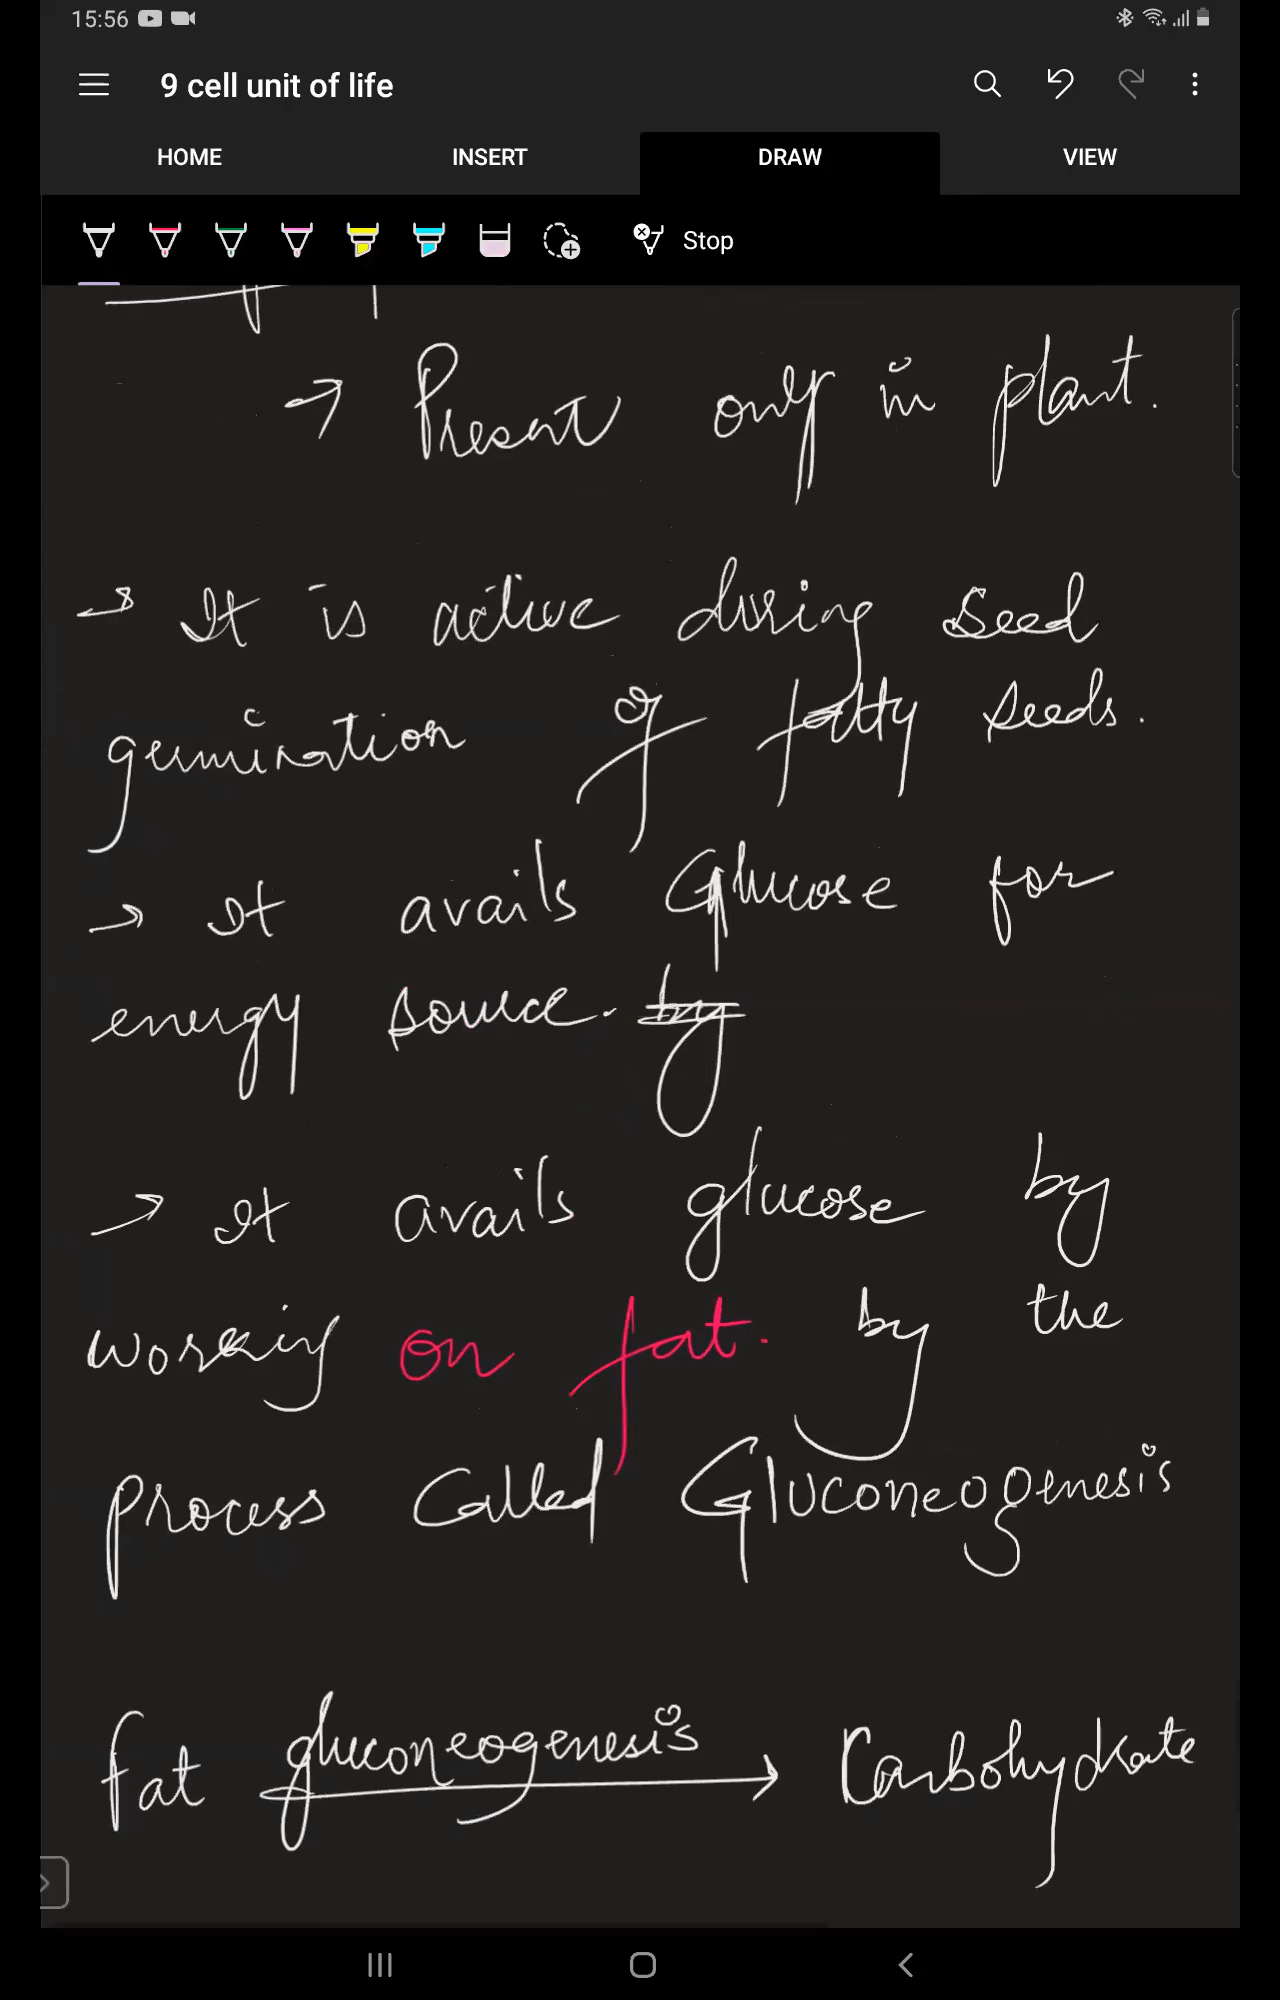 15:56
9 cell unit of life
HOME INSERT DRAW VIEW
Stop
→ Present only in plant.
→ It is active during seed
germination of fatty seeds.
→ It avails Glucose for
energy source. by
→ It avails glucose by
working on fat. by the
process called Gluconeogenesis
fat gluconeogenesis → Carbohydrate